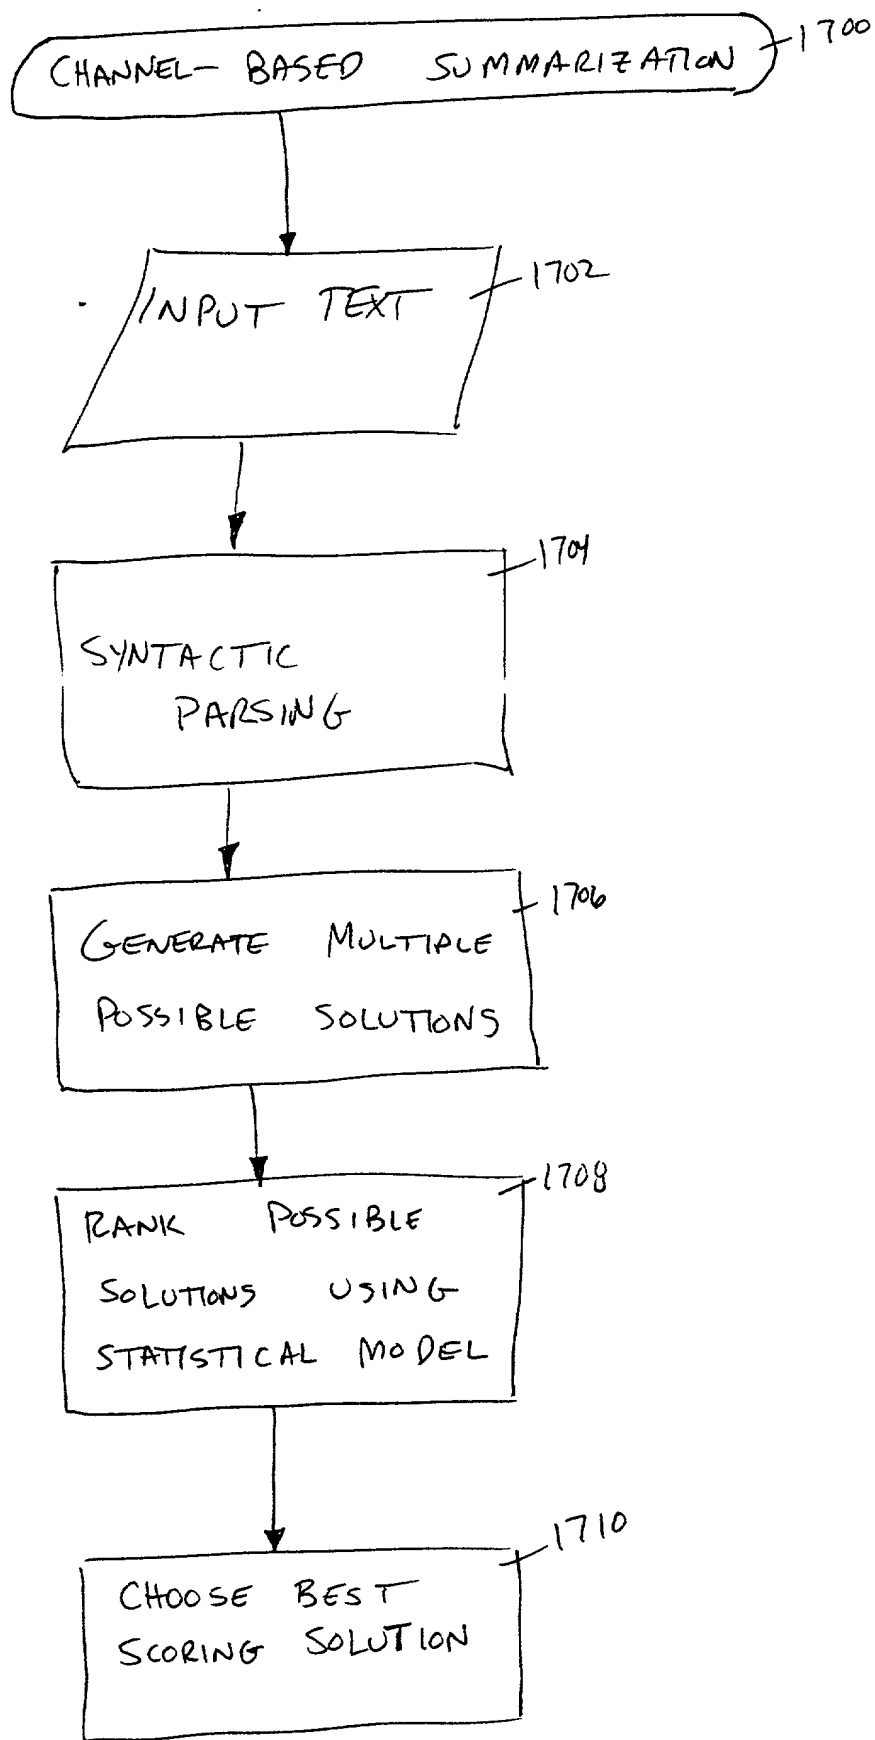 CHANNEL- BASED SUMMARIZATION
1700
INPUT TEXT
1702
1704
SYNTACTIC
PARSING
1706
GENERATE MULTIPLE
POSSIBLE SOLUTIONS
1708
RANK POSSIBLE
SOLUTIONS USING
STATISTICAL MODEL
1710
CHOOSE BEST
SCORING SOLUTION